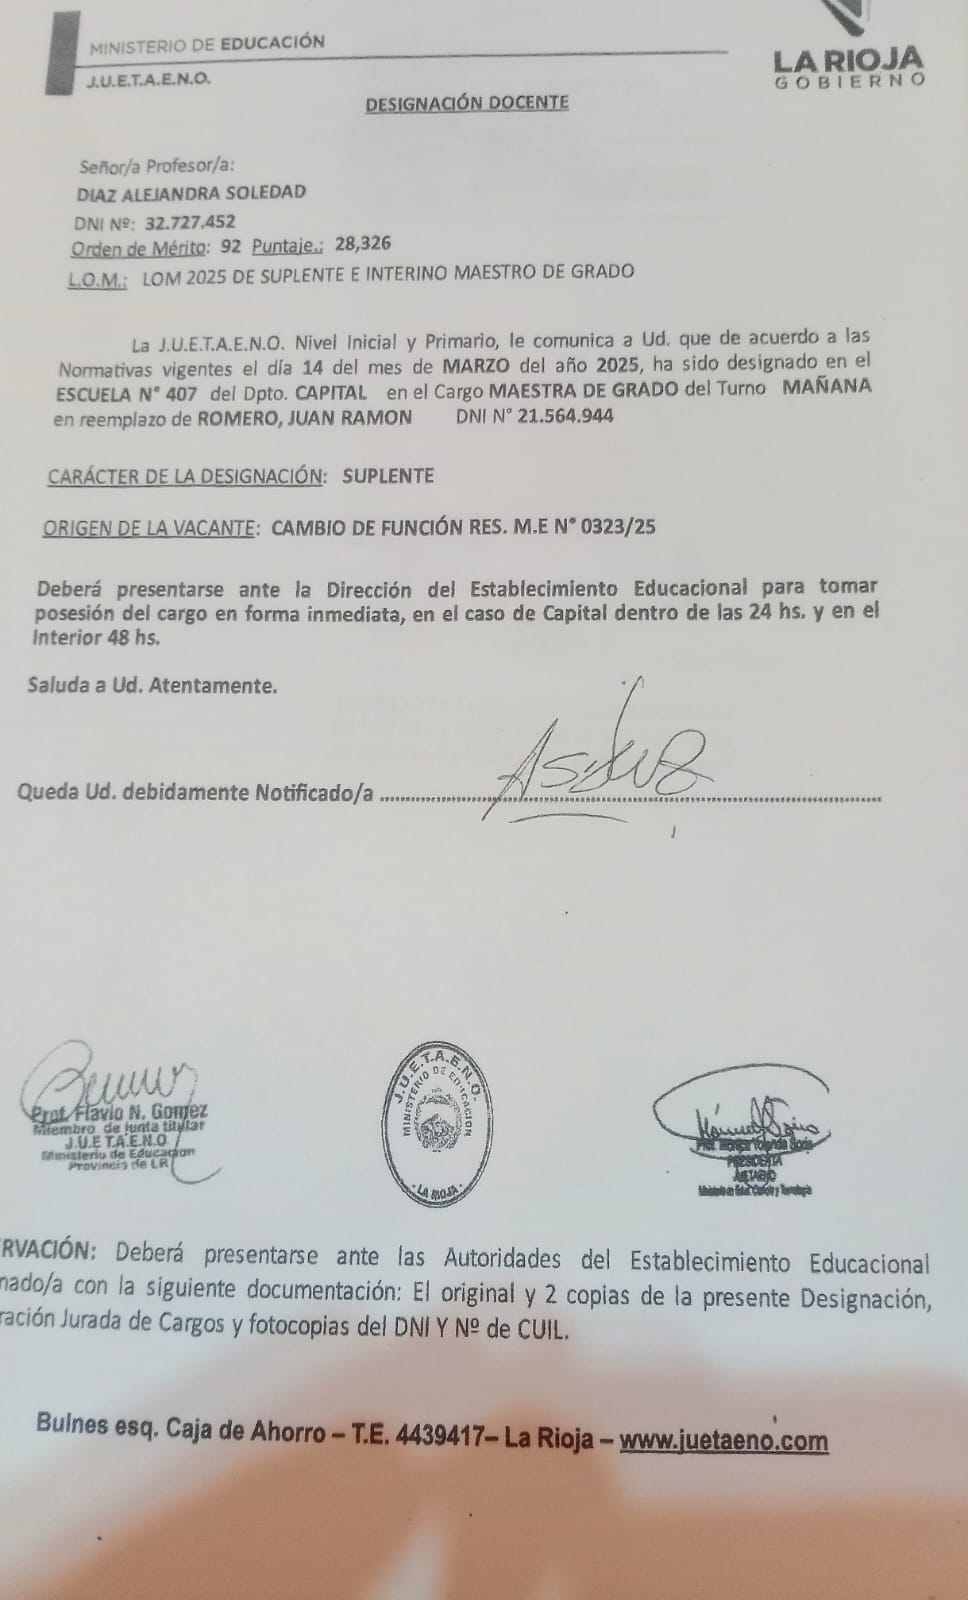 MINISTERIO DE EDUCACIÓN
J.U.E.T.A.E.N.O.
LA RIOJA
GOBIERNO
DESIGNACIÓN DOCENTE
Señor/a Profesor/a:
DIAZ ALEJANDRA SOLEDAD
DNI Nº: 32.727.452
Orden de Mérito: 92 Puntaje.: 28,326
L.O.M.: LOM 2025 DE SUPLENTE E INTERINO MAESTRO DE GRADO
La J.U.E.T.A.E.N.O. Nivel Inicial y Primario, le comunica a Ud. que de acuerdo a las
Normativas vigentes el día 14 del mes de MARZO del año 2025, ha sido designado en el
ESCUELA N° 407 del Dpto. CAPITAL en el Cargo MAESTRA DE GRADO del Turno MAÑANA
en reemplazo de ROMERO, JUAN RAMON DNI N° 21.564.944
CARÁCTER DE LA DESIGNACIÓN: SUPLENTE
ORIGEN DE LA VACANTE: CAMBIO DE FUNCIÓN RES. M.E N° 0323/25
Deberá presentarse ante la Dirección del Establecimiento Educacional para tomar
posesión del cargo en forma inmediata, en el caso de Capital dentro de las 24 hs. y en el
Interior 48 hs.
Saluda a Ud. Atentamente.
Queda Ud. debidamente Notificado/a
Prof. Flavio N. Gomez
Miembro de junta titular
J.U.E.T.A.E.N.O.
Ministerio de Educacion
Provincia de LR
J.U.E.T.A.E.N.O.
MINISTERIO DE EDUCACION
- LA RIOJA -
PRESIDENTA
RVACIÓN: Deberá presentarse ante las Autoridades del Establecimiento Educacional
nado/a con la siguiente documentación: El original y 2 copias de la presente Designación,
ración Jurada de Cargos y fotocopias del DNI Y Nº de CUIL.
Bulnes esq. Caja de Ahorro – T.E. 4439417– La Rioja – www.juetaeno.com